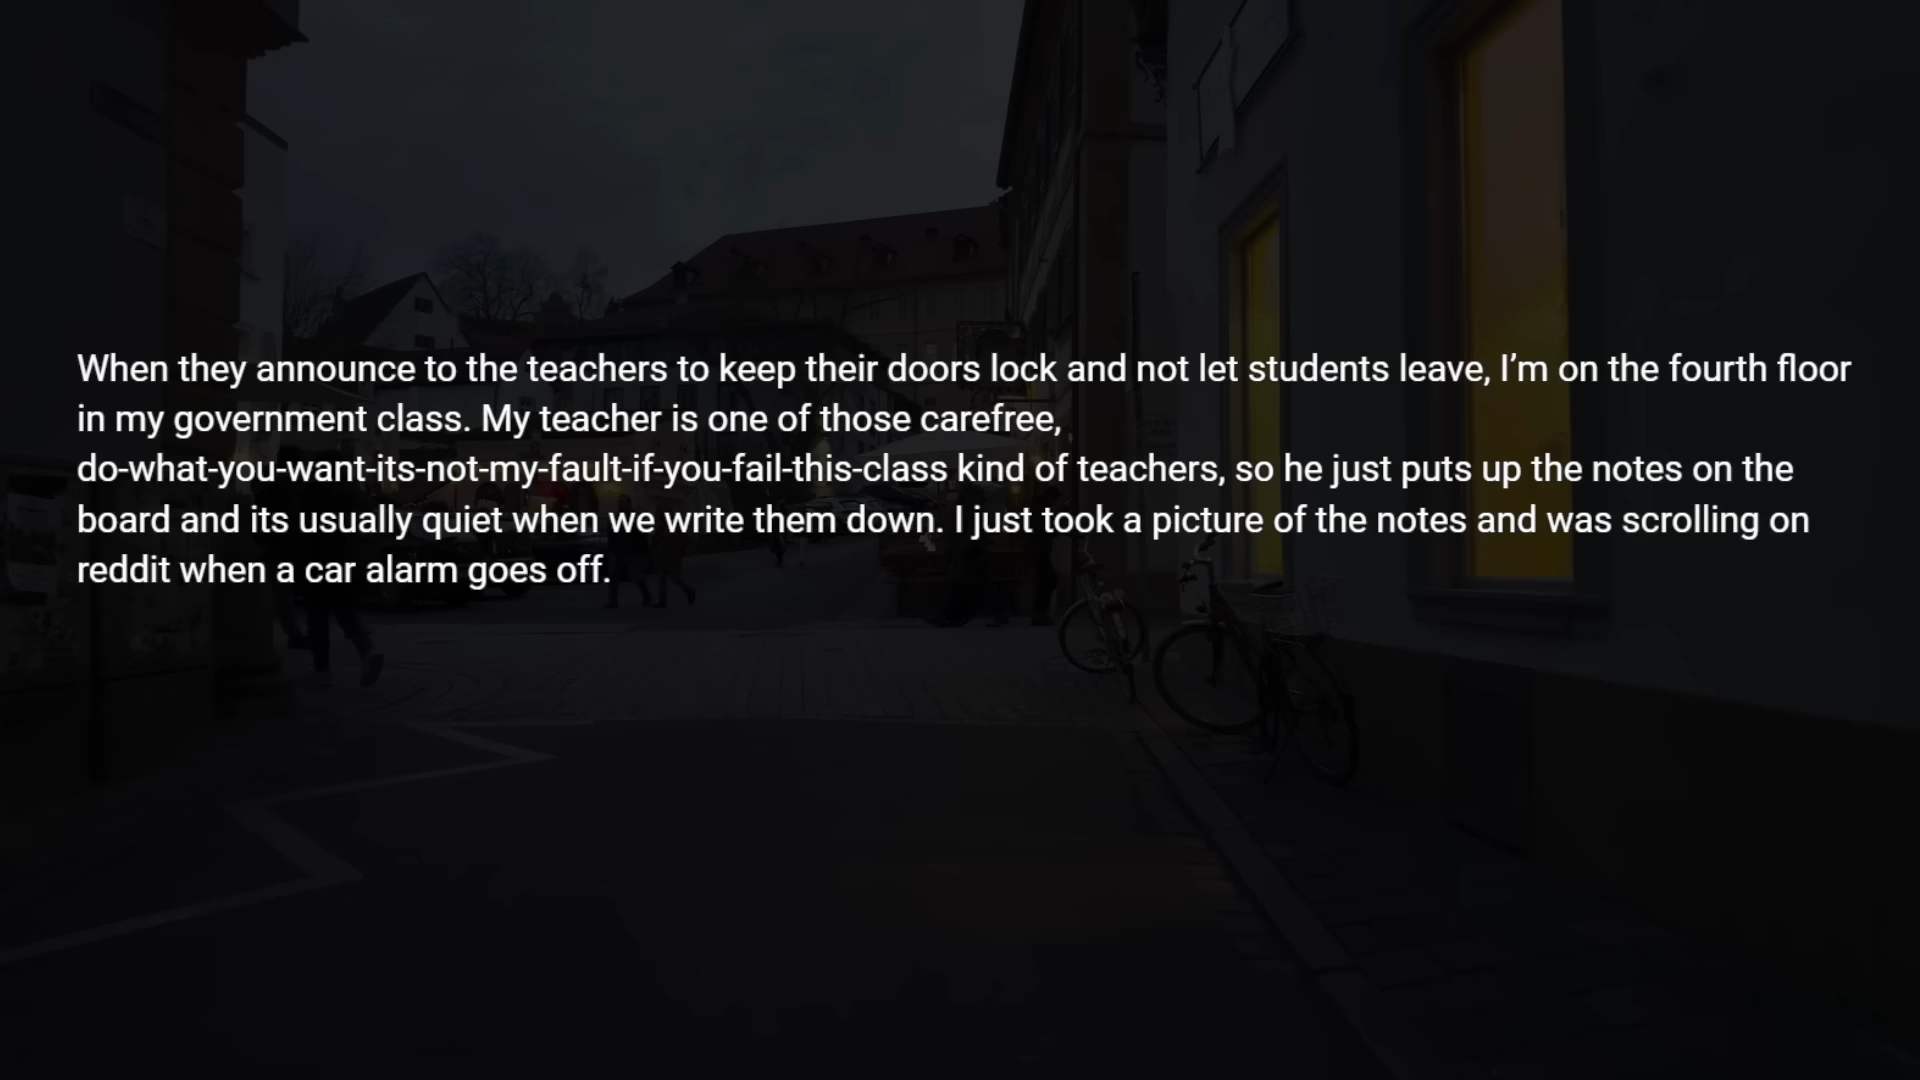 When they announce to the teachers to keep their doors lock and not let students leave, I’m on the fourth floor
in my government class. My teacher is one of those carefree,
do-what-you-want-its-not-my-fault-if-you-fail-this-class kind of teachers, so he just puts up the notes on the
board and its usually quiet when we write them down. I just took a picture of the notes and was scrolling on
reddit when a car alarm goes off.